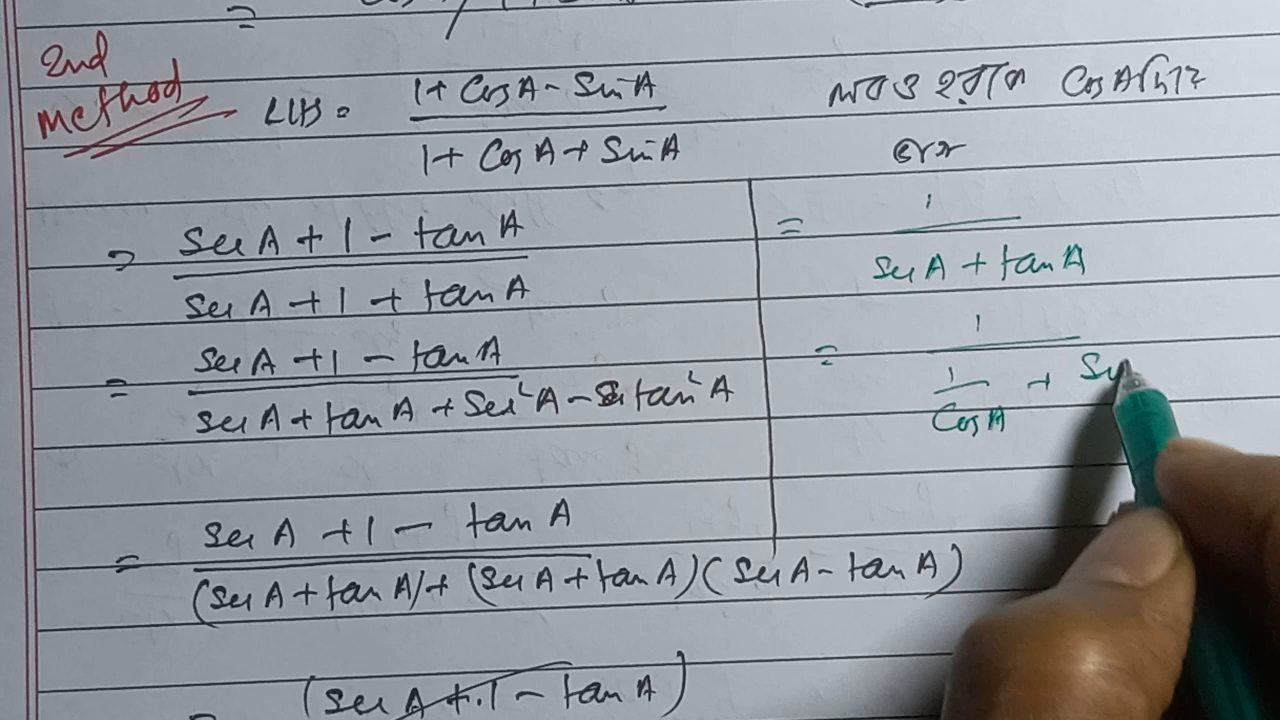 2nd
method
LHS = (1 + Cos A - Sin A) / (1 + Cos A + Sin A)
লব ও হরকে Cos A
= (sec A + 1 - tan A) / (sec A + 1 + tan A)
= (sec A + 1 - tan A) / (sec A + tan A + Sec²A - tan²A)
= (sec A + 1 - tan A) / ((sec A + tan A) + (sec A + tan A)(sec A - tan A))
(sec A + 1 - tan A)
= 1 / (sec A + tan A)
= 1 / (1/Cos A +